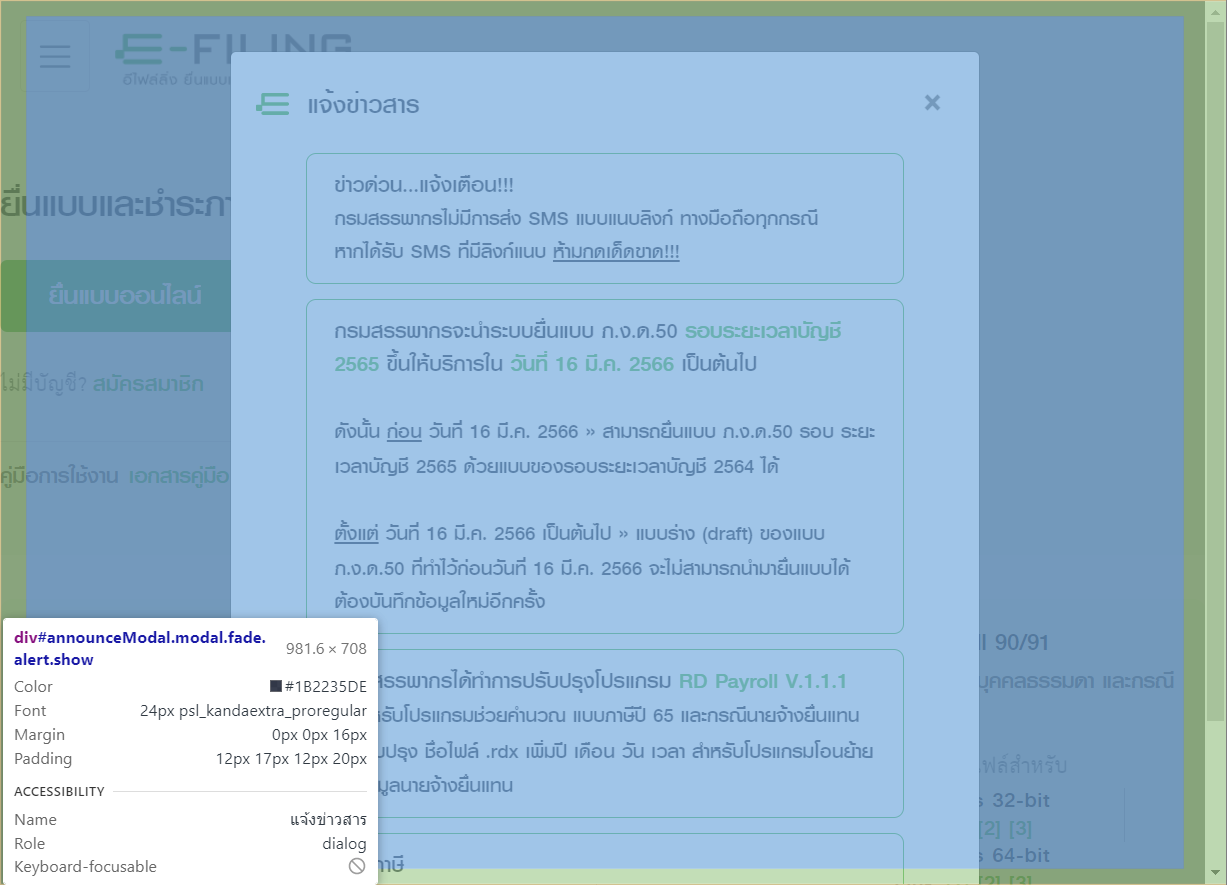 E-FILING
อีไฟล์ลิ่ง
แจ้งข่าวสาร
×
ข่าวด่วน...แจ้งเตือน!!!
กรมสรรพากรไม่มีการส่ง SMS แบบแนบลิงก์ ทางมือถือทุกกรณี
หากได้รับ SMS ที่มีลิงก์แนบ ห้ามกดเด็ดขาด!!!
ยื่นแบบและชำระภา
ยื่นแบบออนไลน์
ไม่มีบัญชี? สมัครสมาชิก
คู่มือการใช้งาน เอกสารคู่มือ
กรมสรรพากรจะนำระบบยื่นแบบ ภ.ง.ด.50 รอบระยะเวลาบัญชี
2565 ขึ้นให้บริการใน วันที่ 16 มี.ค. 2566 เป็นต้นไป
ดังนั้น ก่อน วันที่ 16 มี.ค. 2566 » สามารถยื่นแบบ ภ.ง.ด.50 รอบ ระยะ
เวลาบัญชี 2565 ด้วยแบบของรอบระยะเวลาบัญชี 2564 ได้
ตั้งแต่ วันที่ 16 มี.ค. 2566 เป็นต้นไป » แบบร่าง (draft) ของแบบ
ภ.ง.ด.50 ที่ทำไว้ก่อนวันที่ 16 มี.ค. 2566 จะไม่สามารถนำมายื่นแบบได้
ต้องบันทึกข้อมูลใหม่อีกครั้ง
สรรพากรได้ทำการปรับปรุงโปรแกรม RD Payroll V.1.1.1
รับโปรแกรมช่วยคำนวณ แบบภาษีปี 65 และกรณีนายจ้างยื่นแทน
ปรุง ชื่อไฟล์ .rdx เพิ่มปี เดือน วัน เวลา สำหรับโปรแกรมโอนย้าย
มูลนายจ้างยื่นแทน
ภาษี
90/91
บุคคลธรรมดา และกรณี
ไฟล์สำหรับ
s 32-bit
[2] [3]
s 64-bit
[2] [3]
div#announceModal.modal.fade.
alert.show
981.6 × 708
Color #1B2235DE
Font 24px psl_kandaextra_proregular
Margin 0px 0px 16px
Padding 12px 17px 12px 20px
ACCESSIBILITY
Name แจ้งข่าวสาร
Role dialog
Keyboard-focusable